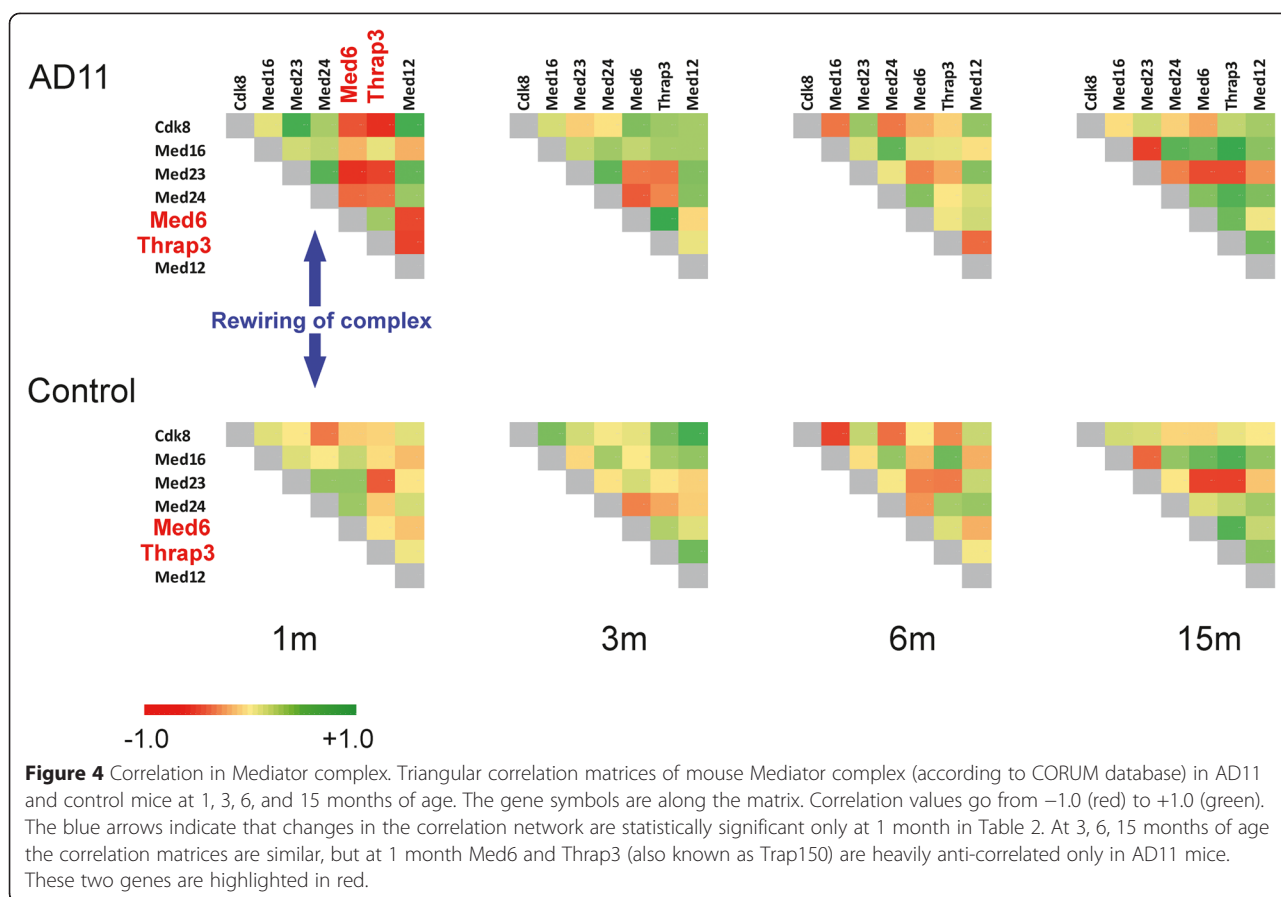 AD11
Cdk8 Med16 Med23 Med24 Med6 Thrap3 Med12
Cdk8 Med16 Med23 Med24 Med6 Thrap3 Med12
Cdk8 Med16 Med23 Med24 Med6 Thrap3 Med12
Cdk8 Med16 Med23 Med24 Med6 Thrap3 Med12
Cdk8
Med16
Med23
Med24
Med6
Thrap3
Med12
Rewiring of complex
Control
Cdk8
Med16
Med23
Med24
Med6
Thrap3
Med12
1m 3m 6m 15m
-1.0 +1.0
Figure 4 Correlation in Mediator complex. Triangular correlation matrices of mouse Mediator complex (according to CORUM database) in AD11
and control mice at 1, 3, 6, and 15 months of age. The gene symbols are along the matrix. Correlation values go from −1.0 (red) to +1.0 (green).
The blue arrows indicate that changes in the correlation network are statistically significant only at 1 month in Table 2. At 3, 6, 15 months of age
the correlation matrices are similar, but at 1 month Med6 and Thrap3 (also known as Trap150) are heavily anti-correlated only in AD11 mice.
These two genes are highlighted in red.